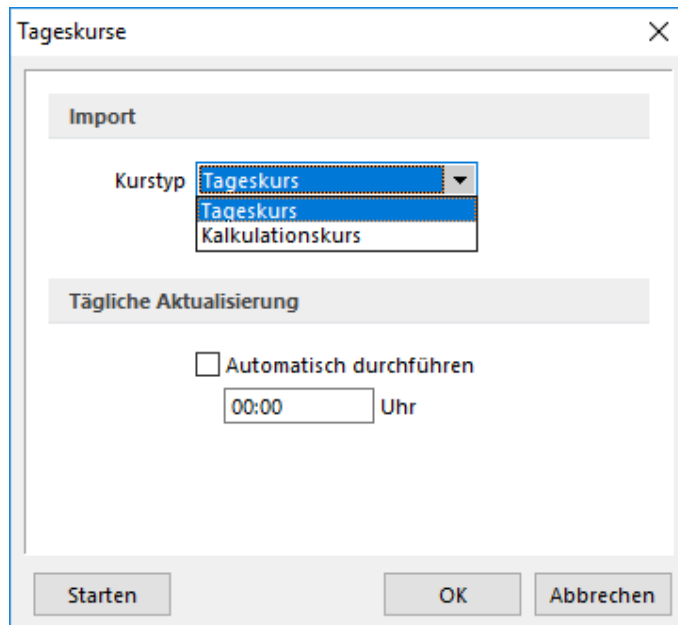 Tageskurse
Import
Kurstyp Tageskurs
Tageskurs
Kalkulationskurs
Tägliche Aktualisierung
Automatisch durchführen
00:00 Uhr
Starten OK Abbrechen